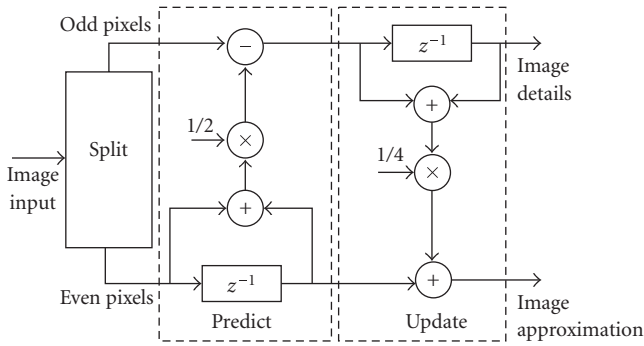 Odd pixels
−
z⁻¹
Image
details
+
1/2
×
1/4
×
Split
Image
input
+
Even pixels
z⁻¹
+
Image
approximation
Predict
Update